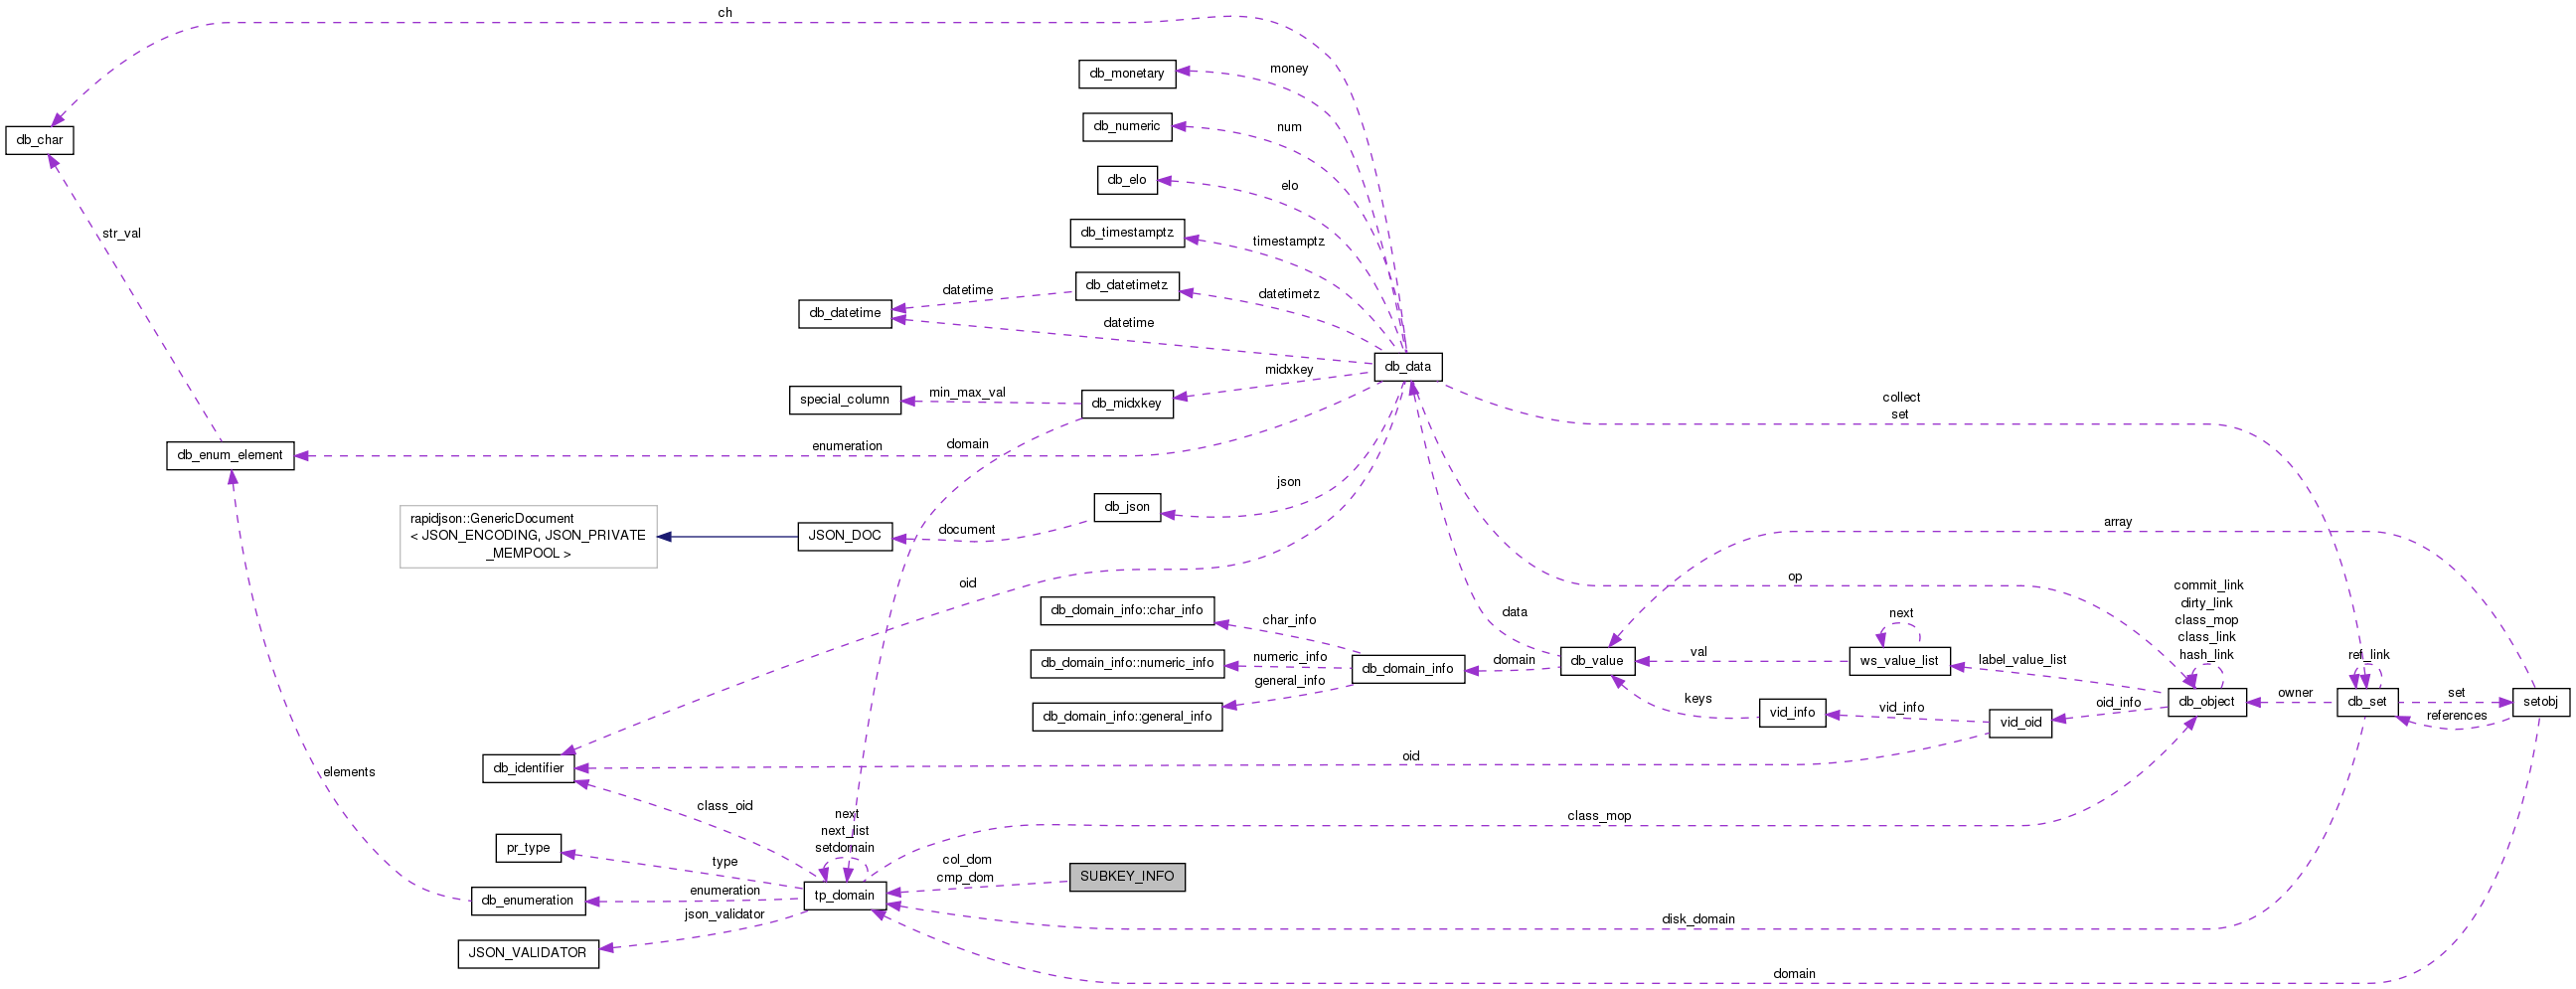 ch
db_monetary
money
db_char
db_numeric
num
db_elo
elo
str_val
db_timestamptz
timestamptz
db_datetimetz
datetimetz
datetime
db_datetime
datetime
db_data
midxkey
special_column
min_max_val
db_midxkey
collect
set
db_enum_element
enumeration
domain
json
db_json
rapidjson::GenericDocument
< JSON_ENCODING, JSON_PRIVATE
_MEMPOOL >
JSON_DOC
document
array
oid
op
db_domain_info::char_info
char_info
data
next
commit_link
dirty_link
class_mop
class_link
hash_link
db_domain_info::numeric_info
numeric_info
general_info
db_domain_info
domain
db_value
val
ws_value_list
label_value_list
ref_link
db_domain_info::general_info
keys
vid_info
vid_info
vid_oid
oid_info
db_object
owner
db_set
set
references
setobj
db_identifier
oid
elements
class_oid
next
next_list
setdomain
class_mop
pr_type
type
col_dom
cmp_dom
SUBKEY_INFO
db_enumeration
enumeration
tp_domain
json_validator
disk_domain
JSON_VALIDATOR
domain